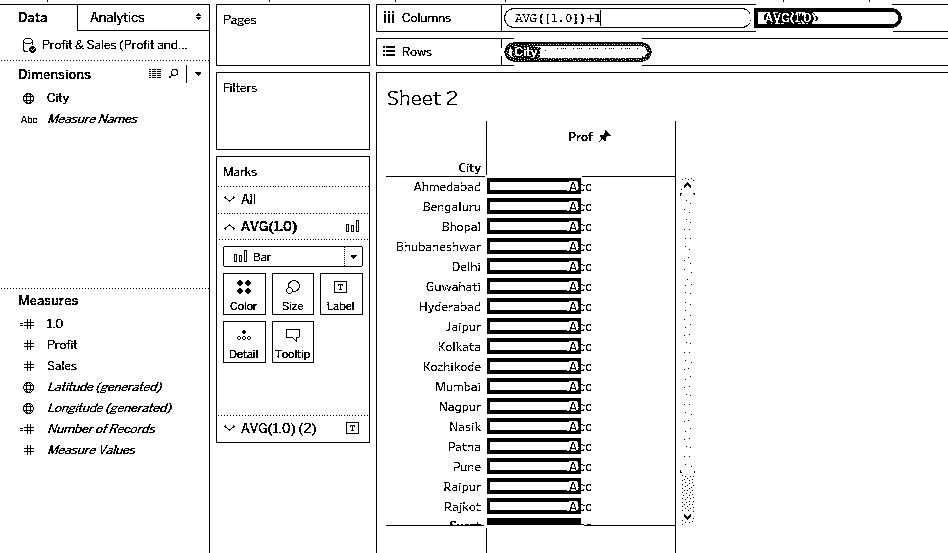 Data Analytics
Profit & Sales (Profit and...
Dimensions
City
Abc Measure Names
Measures
1.0
Profit
Sales
Latitude (generated)
Longitude (generated)
Number of Records
Measure Values
Pages
Filters
Marks
All
AVG(1.0)
Bar
Color Size Label
Detail Tooltip
AVG(1.0) (2)
Columns AVG([1.0])+1 AVG(1.0)
Rows City
Sheet 2
Prof
City
Ahmedabad Acc
Bengaluru Acc
Bhopal Acc
Bhubaneshwar Acc
Delhi Acc
Guwahati Acc
Hyderabad Acc
Jaipur Acc
Kolkata Acc
Kozhikode Acc
Mumbai Acc
Nagpur Acc
Nasik Acc
Patna Acc
Pune Acc
Raipur Acc
Rajkot Acc